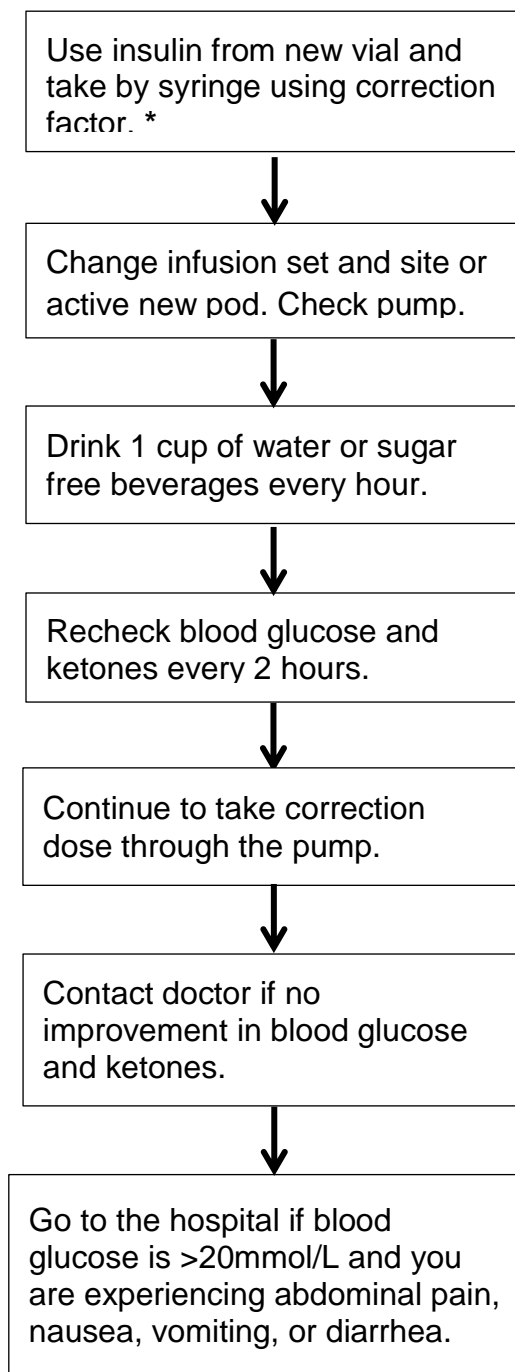 Use insulin from new vial and
take by syringe using correction
factor. *
Change infusion set and site or
active new pod. Check pump.
Drink 1 cup of water or sugar
free beverages every hour.
Recheck blood glucose and
ketones every 2 hours.
Continue to take correction
dose through the pump.
Contact doctor if no
improvement in blood glucose
and ketones.
Go to the hospital if blood
glucose is >20mmol/L and you
are experiencing abdominal pain,
nausea, vomiting, or diarrhea.